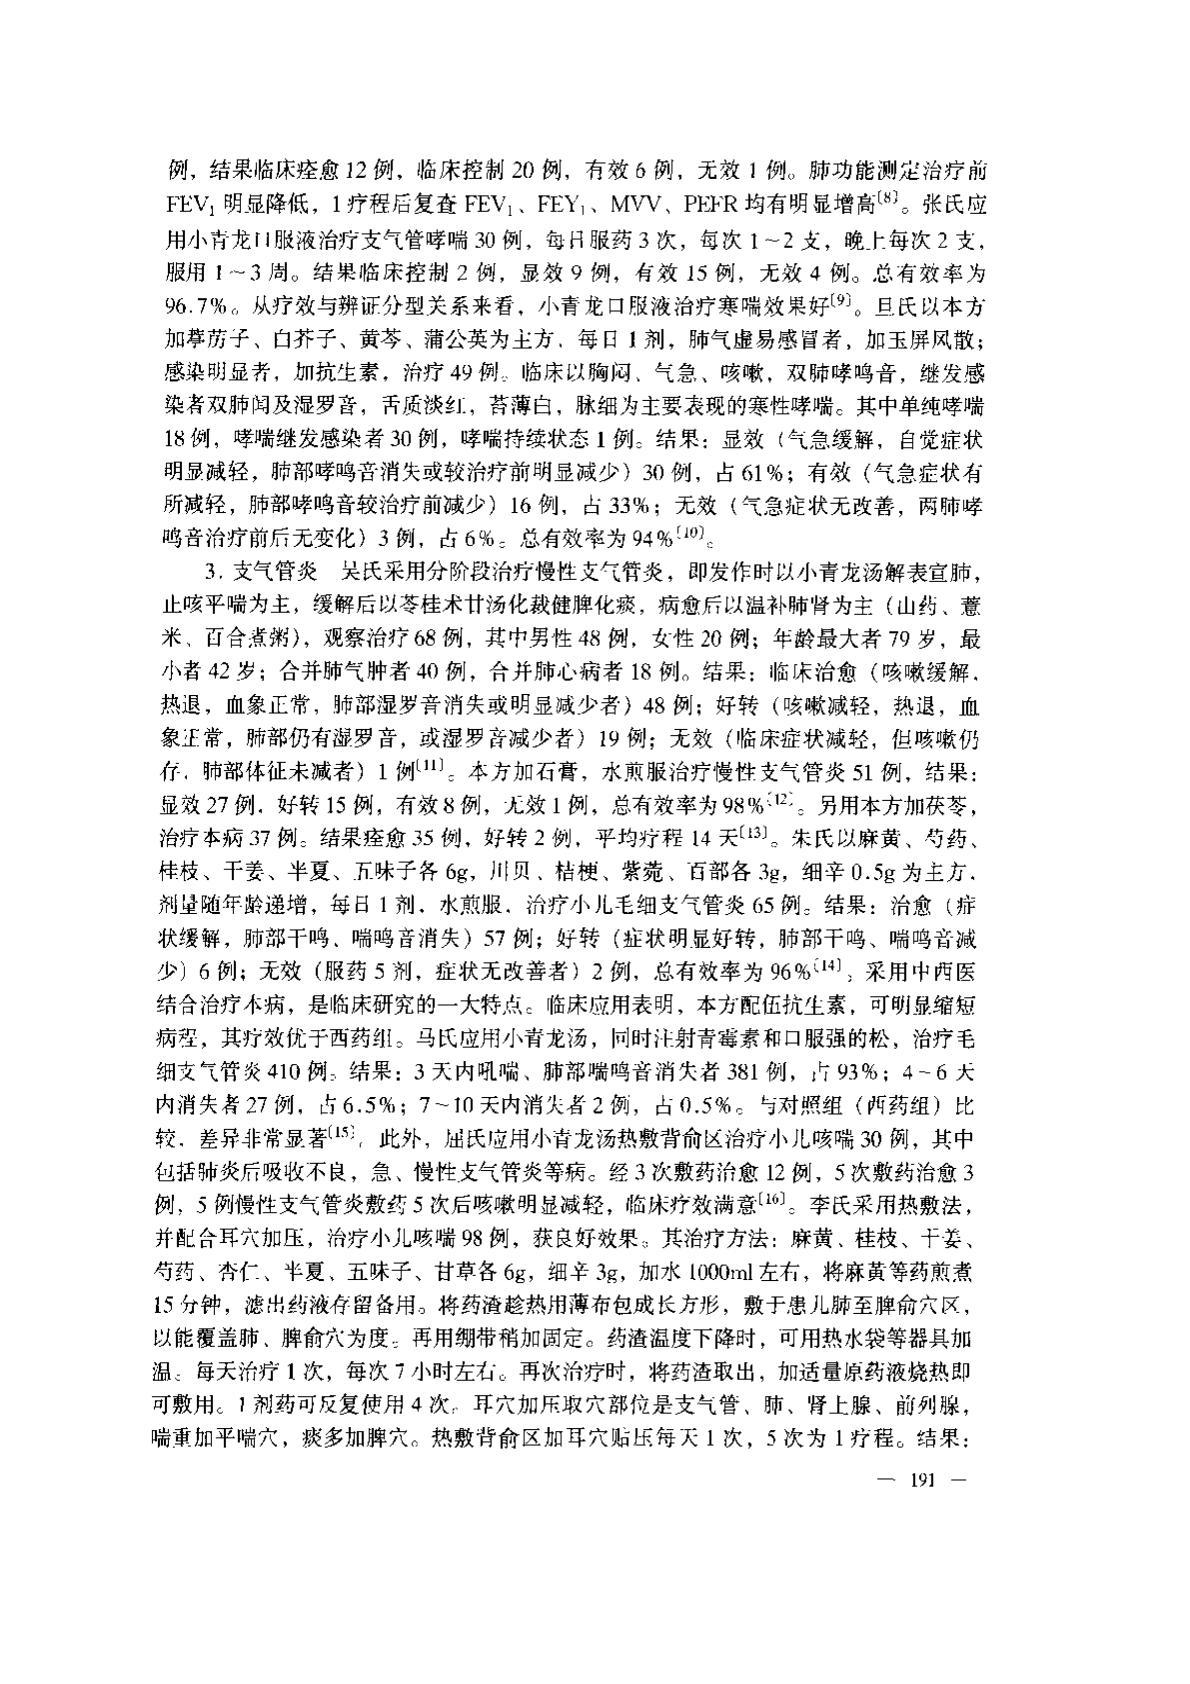 例，结果临床痊愈 12 例，临床控制 20 例，有效 6 例，无效 1 例。肺功能测定治疗前
FEV₁ 明显降低，1 疗程后复查 FEV₁、FEY₁、MVV、PEFR 均有明显增高〔8〕。张氏应
用小青龙口服液治疗支气管哮喘 30 例，每日服药 3 次，每次 1～2 支，晚上每次 2 支，
服用 1～3 周。结果临床控制 2 例，显效 9 例，有效 15 例，无效 4 例。总有效率为
96.7%。从疗效与辨证分型关系来看，小青龙口服液治疗寒喘效果好〔9〕。旦氏以本方
加葶苈子、白芥子、黄芩、蒲公英为主方，每日 1 剂，肺气虚易感冒者，加玉屏风散；
感染明显者，加抗生素，治疗 49 例。临床以胸闷、气急、咳嗽，双肺哮鸣音，继发感
染者双肺闻及湿罗音，舌质淡红，苔薄白，脉细为主要表现的寒性哮喘。其中单纯哮喘
18 例，哮喘继发感染者 30 例，哮喘持续状态 1 例。结果：显效（气急缓解，自觉症状
明显减轻，肺部哮鸣音消失或较治疗前明显减少）30 例，占 61%；有效（气急症状有
所减轻，肺部哮鸣音较治疗前减少）16 例，占 33%；无效（气急症状无改善，两肺哮
鸣音治疗前后无变化）3 例，占 6%。总有效率为 94%〔10〕。
3. 支气管炎　吴氏采用分阶段治疗慢性支气管炎，即发作时以小青龙汤解表宣肺，
止咳平喘为主，缓解后以苓桂术甘汤化裁健脾化痰，病愈后以温补肺肾为主（山药、薏
米、百合煮粥），观察治疗 68 例，其中男性 48 例，女性 20 例；年龄最大者 79 岁，最
小者 42 岁；合并肺气肿者 40 例，合并肺心病者 18 例。结果：临床治愈（咳嗽缓解，
热退，血象正常，肺部湿罗音消失或明显减少者）48 例；好转（咳嗽减轻，热退，血
象正常，肺部仍有湿罗音，或湿罗音减少者）19 例；无效（临床症状减轻，但咳嗽仍
存，肺部体征未减者）1 例〔11〕。本方加石膏，水煎服治疗慢性支气管炎 51 例，结果：
显效 27 例，好转 15 例，有效 8 例，无效 1 例，总有效率为 98%〔12〕。另用本方加茯苓，
治疗本病 37 例。结果痊愈 35 例，好转 2 例，平均疗程 14 天〔13〕。朱氏以麻黄、芍药、
桂枝、干姜、半夏、五味子各 6g，川贝、桔梗、紫菀、百部各 3g，细辛 0.5g 为主方，
剂量随年龄递增，每日 1 剂，水煎服，治疗小儿毛细支气管炎 65 例。结果：治愈（症
状缓解，肺部干鸣、喘鸣音消失）57 例；好转（症状明显好转，肺部干鸣、喘鸣音减
少）6 例；无效（服药 5 剂，症状无改善者）2 例，总有效率为 96%〔14〕；采用中西医
结合治疗本病，是临床研究的一大特点。临床应用表明，本方配伍抗生素，可明显缩短
病程，其疗效优于西药组。马氏应用小青龙汤，同时注射青霉素和口服强的松，治疗毛
细支气管炎 410 例。结果：3 天内吼喘、肺部喘鸣音消失者 381 例，占 93%；4～6 天
内消失者 27 例，占 6.5%；7～10 天内消失者 2 例，占 0.5%。与对照组（西药组）比
较，差异非常显著〔15〕，此外，屈氏应用小青龙汤热敷背俞区治疗小儿咳喘 30 例，其中
包括肺炎后吸收不良，急、慢性支气管炎等病。经 3 次敷药治愈 12 例，5 次敷药治愈 3
例，5 例慢性支气管炎敷药 5 次后咳嗽明显减轻，临床疗效满意〔16〕。李氏采用热敷法，
并配合耳穴加压，治疗小儿咳喘 98 例，获良好效果。其治疗方法：麻黄、桂枝、干姜、
芍药、杏仁、半夏、五味子、甘草各 6g，细辛 3g，加水 1000ml 左右，将麻黄等药煎煮
15 分钟，滤出药液存留备用。将药渣趁热用薄布包成长方形，敷于患儿肺至脾俞穴区，
以能覆盖肺、脾俞穴为度。再用绷带稍加固定。药渣温度下降时，可用热水袋等器具加
温。每天治疗 1 次，每次 7 小时左右。再次治疗时，将药渣取出，加适量原药液烧热即
可敷用。1 剂药可反复使用 4 次。耳穴加压取穴部位是支气管、肺、肾上腺、前列腺，
喘重加平喘穴，痰多加脾穴。热敷背俞区加耳穴贴压每天 1 次，5 次为 1 疗程。结果：
— 191 —